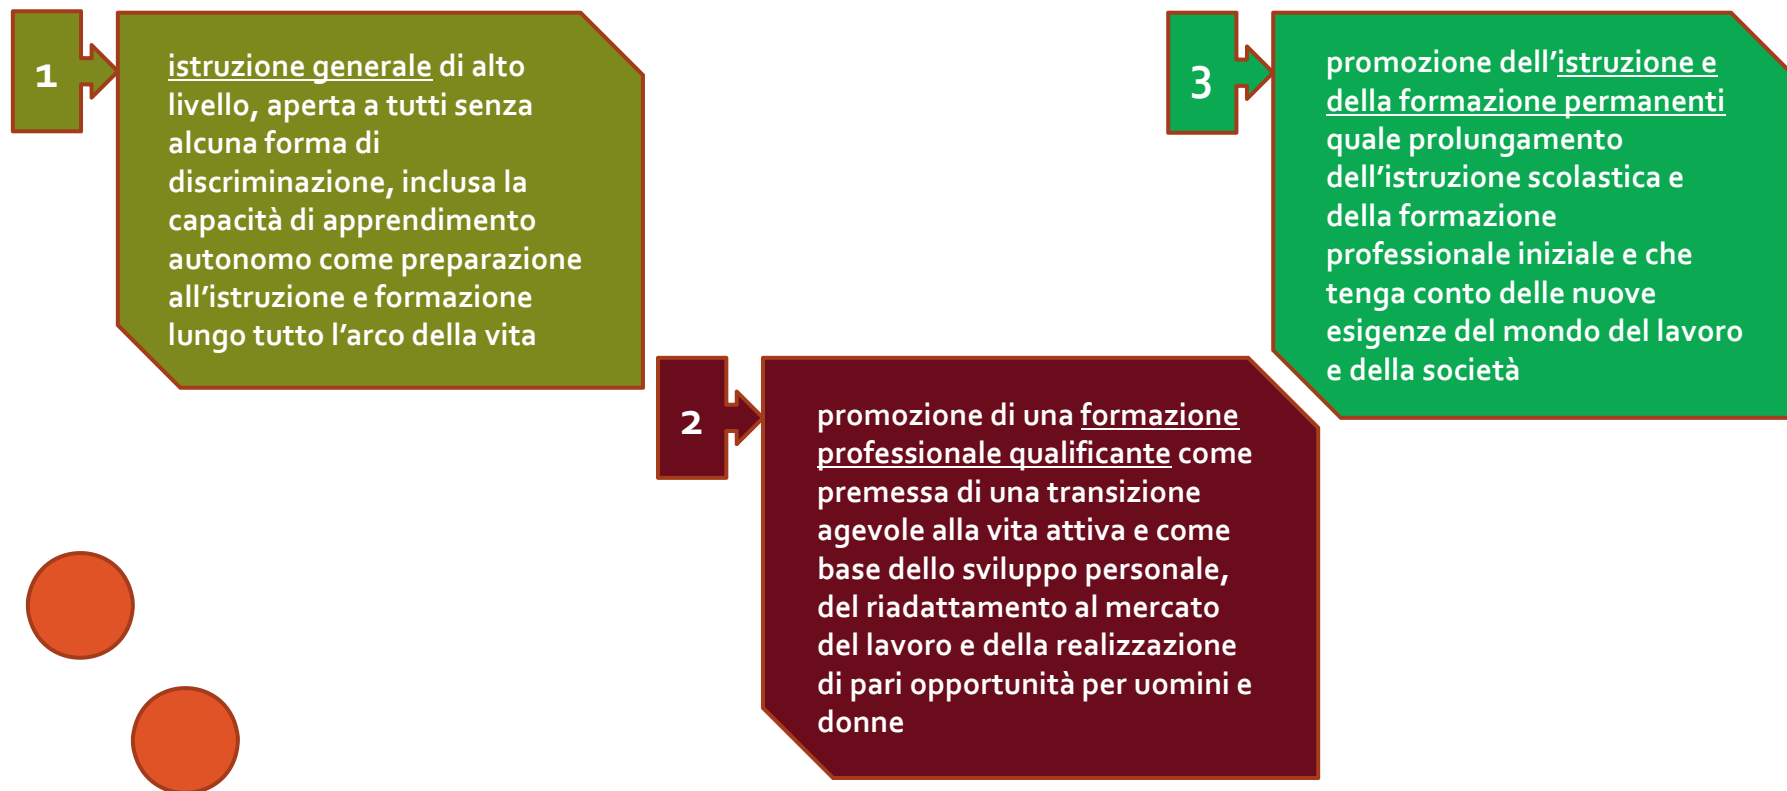 1
istruzione generale di alto
livello, aperta a tutti senza
alcuna forma di
discriminazione, inclusa la
capacità di apprendimento
autonomo come preparazione
all’istruzione e formazione
lungo tutto l’arco della vita
2
promozione di una formazione
professionale qualificante come
premessa di una transizione
agevole alla vita attiva e come
base dello sviluppo personale,
del riadattamento al mercato
del lavoro e della realizzazione
di pari opportunità per uomini e
donne
3
promozione dell’istruzione e
della formazione permanenti
quale prolungamento
dell’istruzione scolastica e
della formazione
professionale iniziale e che
tenga conto delle nuove
esigenze del mondo del lavoro
e della società